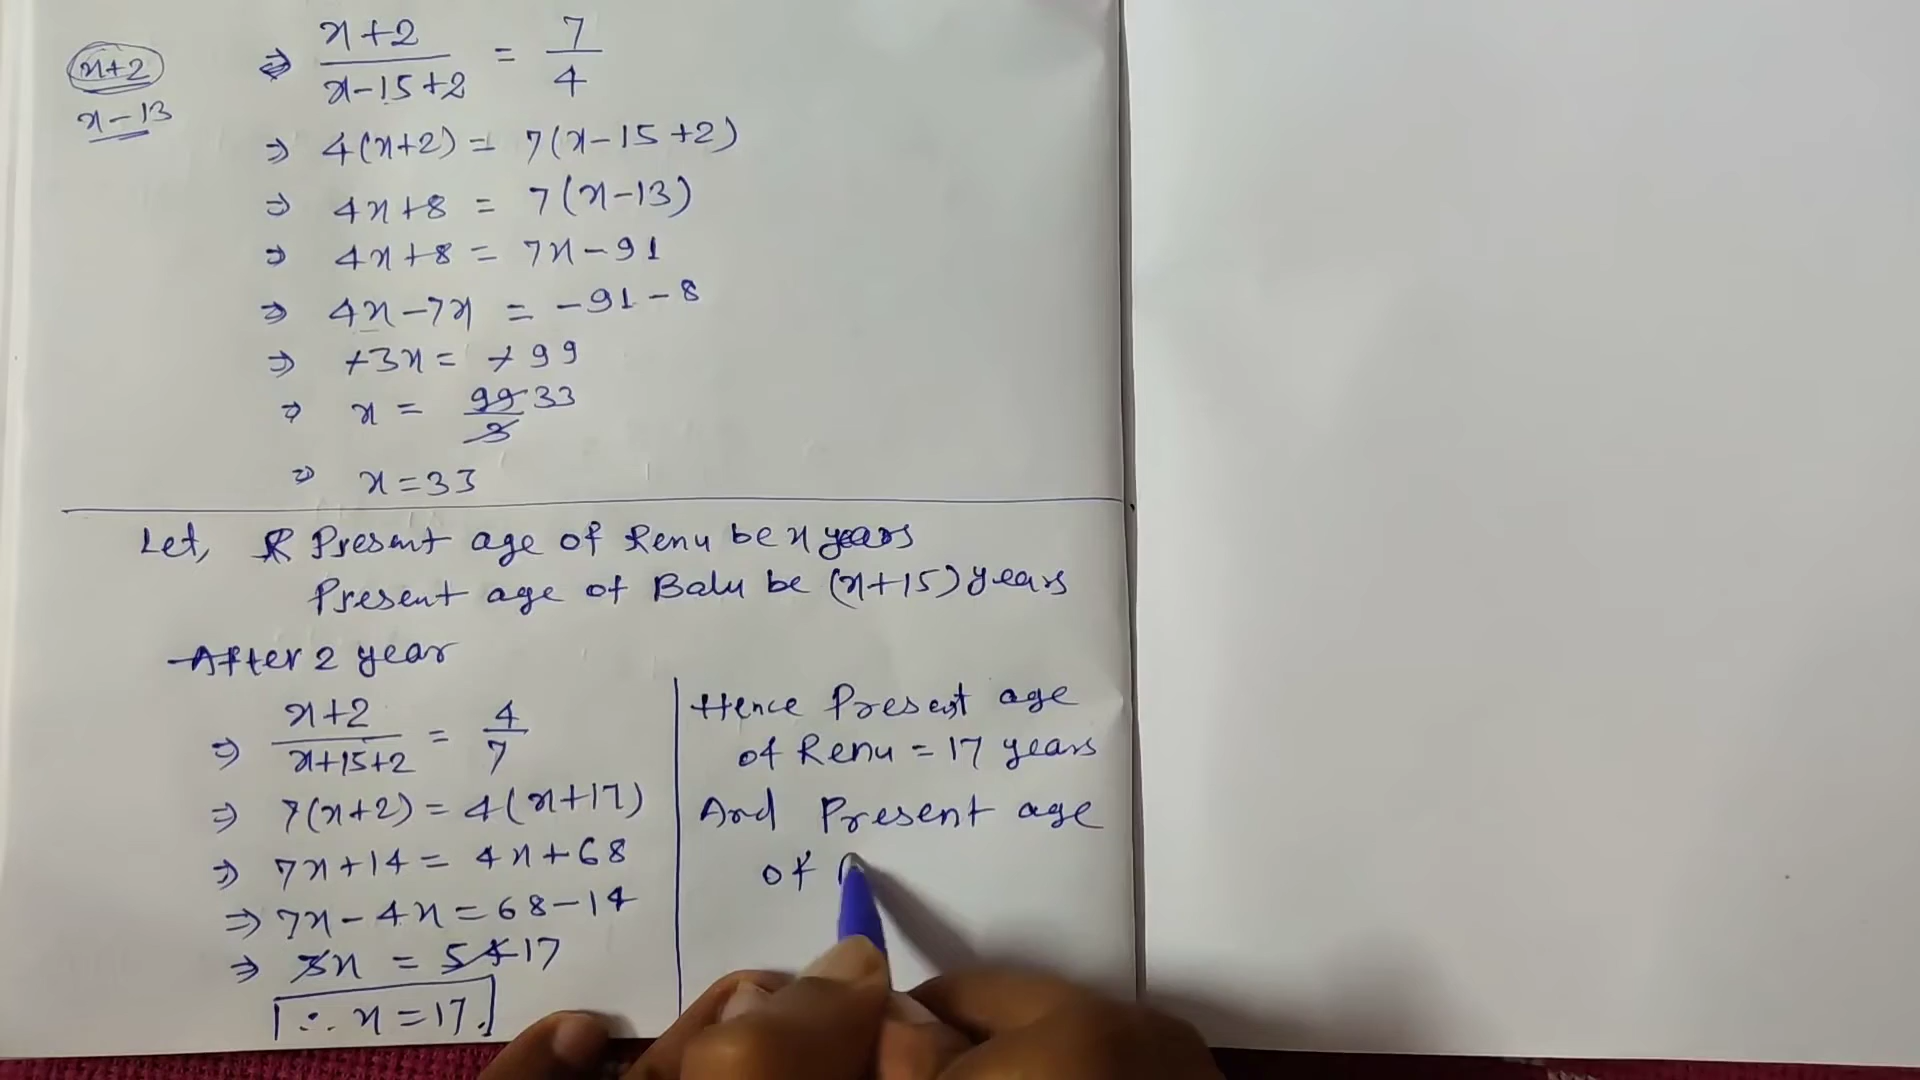 x+2
x-13
⇒ x+2 / x-15+2 = 7/4
⇒ 4(x+2) = 7(x-15+2)
⇒ 4x+8 = 7(x-13)
⇒ 4x+8 = 7x-91
⇒ 4x-7x = -91-8
⇒ +3x = +99
⇒ x = 99/3 33
⇒ x=33
Let, R Present age of Renu be x years
Present age of Balu be (x+15) years
After 2 year
⇒ x+2 / x+15+2 = 4/7
⇒ 7(x+2) = 4(x+17)
⇒ 7x+14 = 4x+68
⇒ 7x-4x = 68-14
⇒ 3x = 54 17
∴ x=17.
Hence Present age
of Renu = 17 years
And Present age
of